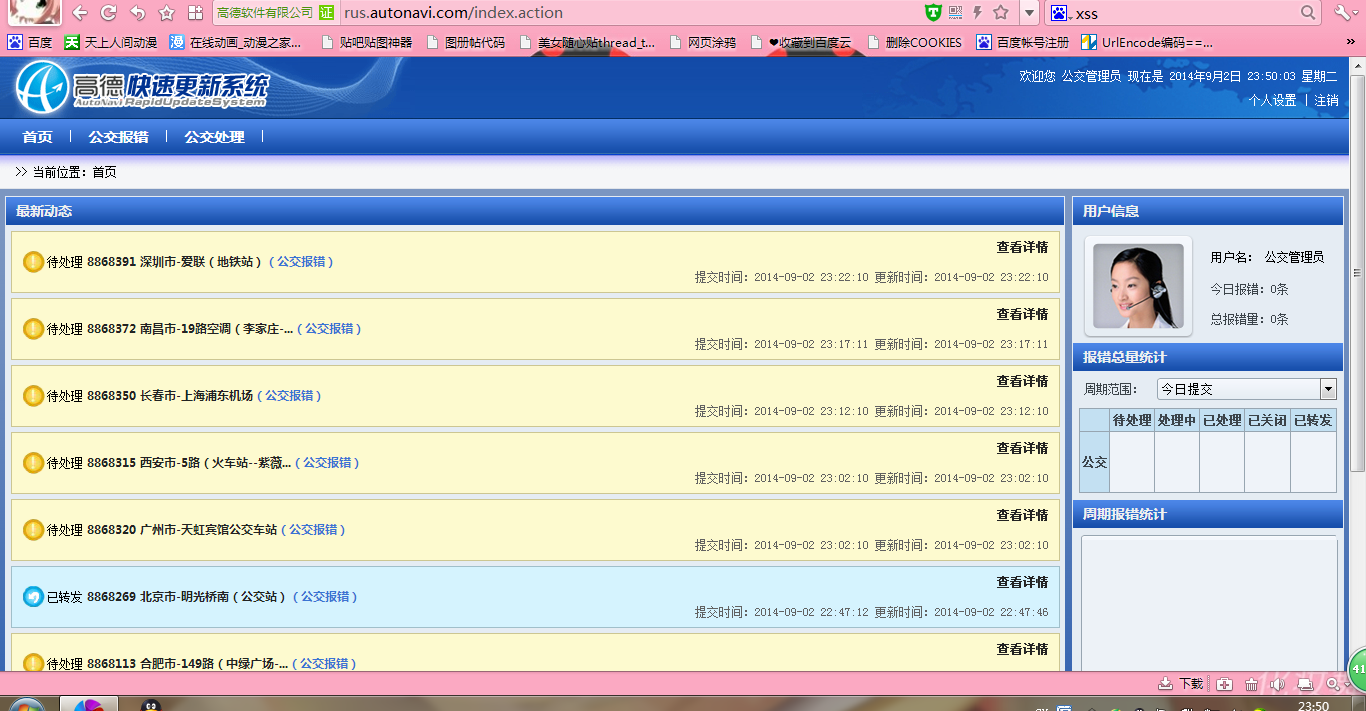 高德软件有限公司 证 rus.autonavi.com/index.action xss
百度 天上人间动漫 在线动画_动漫之家... 贴吧贴图神器 图册帖代码 美女随心贴thread_t... 网页涂鸦 ❤收藏到百度云 删除COOKIES 百度帐号注册 UrlEncode编码==... »
高德快速更新系统
AutoNavi RapidUpdateSystem
欢迎您 公交管理员 现在是 2014年9月2日 23:50:03 星期二
个人设置 | 注销
首页 | 公交报错 | 公交处理 |
>> 当前位置：首页
最新动态
查看详情
待处理 8868391 深圳市-爱联（地铁站）（公交报错）
提交时间：2014-09-02 23:22:10 更新时间：2014-09-02 23:22:10
查看详情
待处理 8868372 南昌市-19路空调（李家庄-...（公交报错）
提交时间：2014-09-02 23:17:11 更新时间：2014-09-02 23:17:11
查看详情
待处理 8868350 长春市-上海浦东机场（公交报错）
提交时间：2014-09-02 23:12:10 更新时间：2014-09-02 23:12:10
查看详情
待处理 8868315 西安市-5路（火车站--紫薇...（公交报错）
提交时间：2014-09-02 23:02:10 更新时间：2014-09-02 23:02:10
查看详情
待处理 8868320 广州市-天虹宾馆公交车站（公交报错）
提交时间：2014-09-02 23:02:10 更新时间：2014-09-02 23:02:10
查看详情
已转发 8868269 北京市-明光桥南（公交站）（公交报错）
提交时间：2014-09-02 22:47:12 更新时间：2014-09-02 22:47:46
查看详情
待处理 8868113 合肥市-149路（中绿广场-...（公交报错）
用户信息
用户名： 公交管理员
今日报错：0条
总报错量：0条
报错总量统计
周期范围： 今日提交
待处理 处理中 已处理 已关闭 已转发
公交
周期报错统计
41
下载
23:50